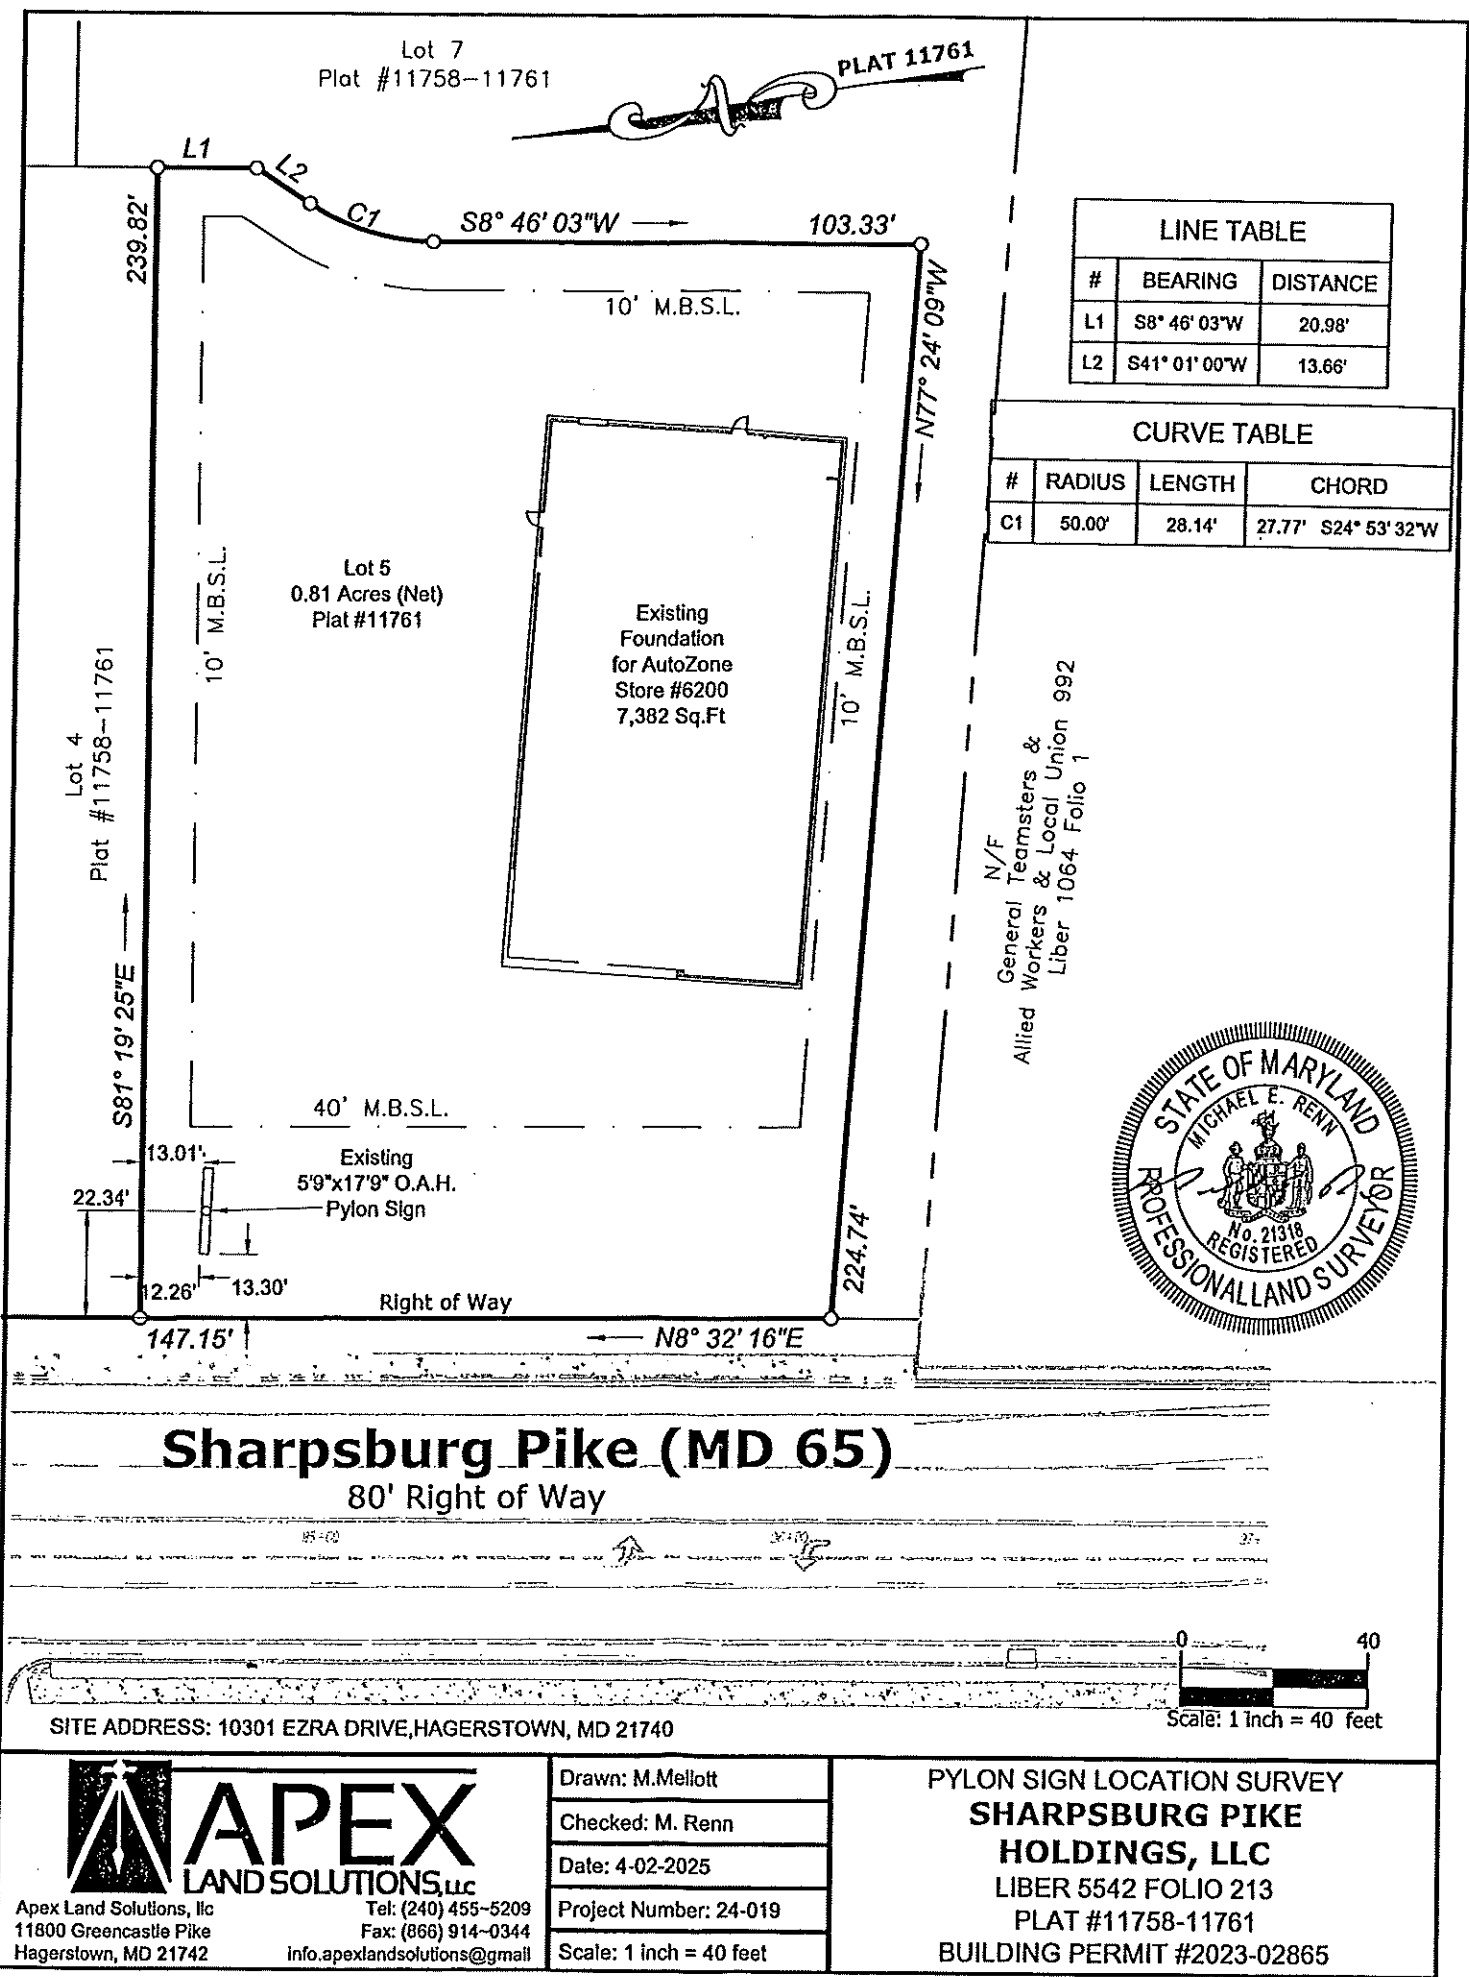 Lot 7
Plat #11758-11761
PLAT 11761
L1
L2
C1
239.82'
S8° 46' 03"W
103.33'
N77° 24' 09"W
10' M.B.S.L.
LINE TABLE
# BEARING DISTANCE
L1 S8° 46' 03"W 20.98'
L2 S41° 01' 00"W 13.66'
CURVE TABLE
# RADIUS LENGTH CHORD
C1 50.00' 28.14' 27.77' S24° 53' 32"W
10' M.B.S.L.
Lot 5
0.81 Acres (Net)
Plat #11761
Existing
Foundation
for AutoZone
Store #6200
7,382 Sq.Ft
10' M.B.S.L.
Lot 4
Plat #11758-11761
S81° 19' 25"E
N/F
General Teamsters &
Allied Workers & Local Union 992
Liber 1064 Folio 1
40' M.B.S.L.
13.01'
22.34'
Existing
5'9"x17'9" O.A.H.
Pylon Sign
12.26'
13.30'
224.74'
Right of Way
147.15'
N8° 32' 16"E
STATE OF MARYLAND
MICHAEL E. RENN
No. 21318
REGISTERED
PROFESSIONAL LAND SURVEYOR
Sharpsburg Pike (MD 65)
80' Right of Way
0 40
Scale: 1 inch = 40 feet
SITE ADDRESS: 10301 EZRA DRIVE,HAGERSTOWN, MD 21740
APEX
LAND SOLUTIONS,LLC
Apex Land Solutions, llc
11800 Greencastle Pike
Hagerstown, MD 21742
Tel: (240) 455-5209
Fax: (866) 914-0344
info.apexlandsolutions@gmail
Drawn: M.Mellott
Checked: M. Renn
Date: 4-02-2025
Project Number: 24-019
Scale: 1 inch = 40 feet
PYLON SIGN LOCATION SURVEY
SHARPSBURG PIKE
HOLDINGS, LLC
LIBER 5542 FOLIO 213
PLAT #11758-11761
BUILDING PERMIT #2023-02865